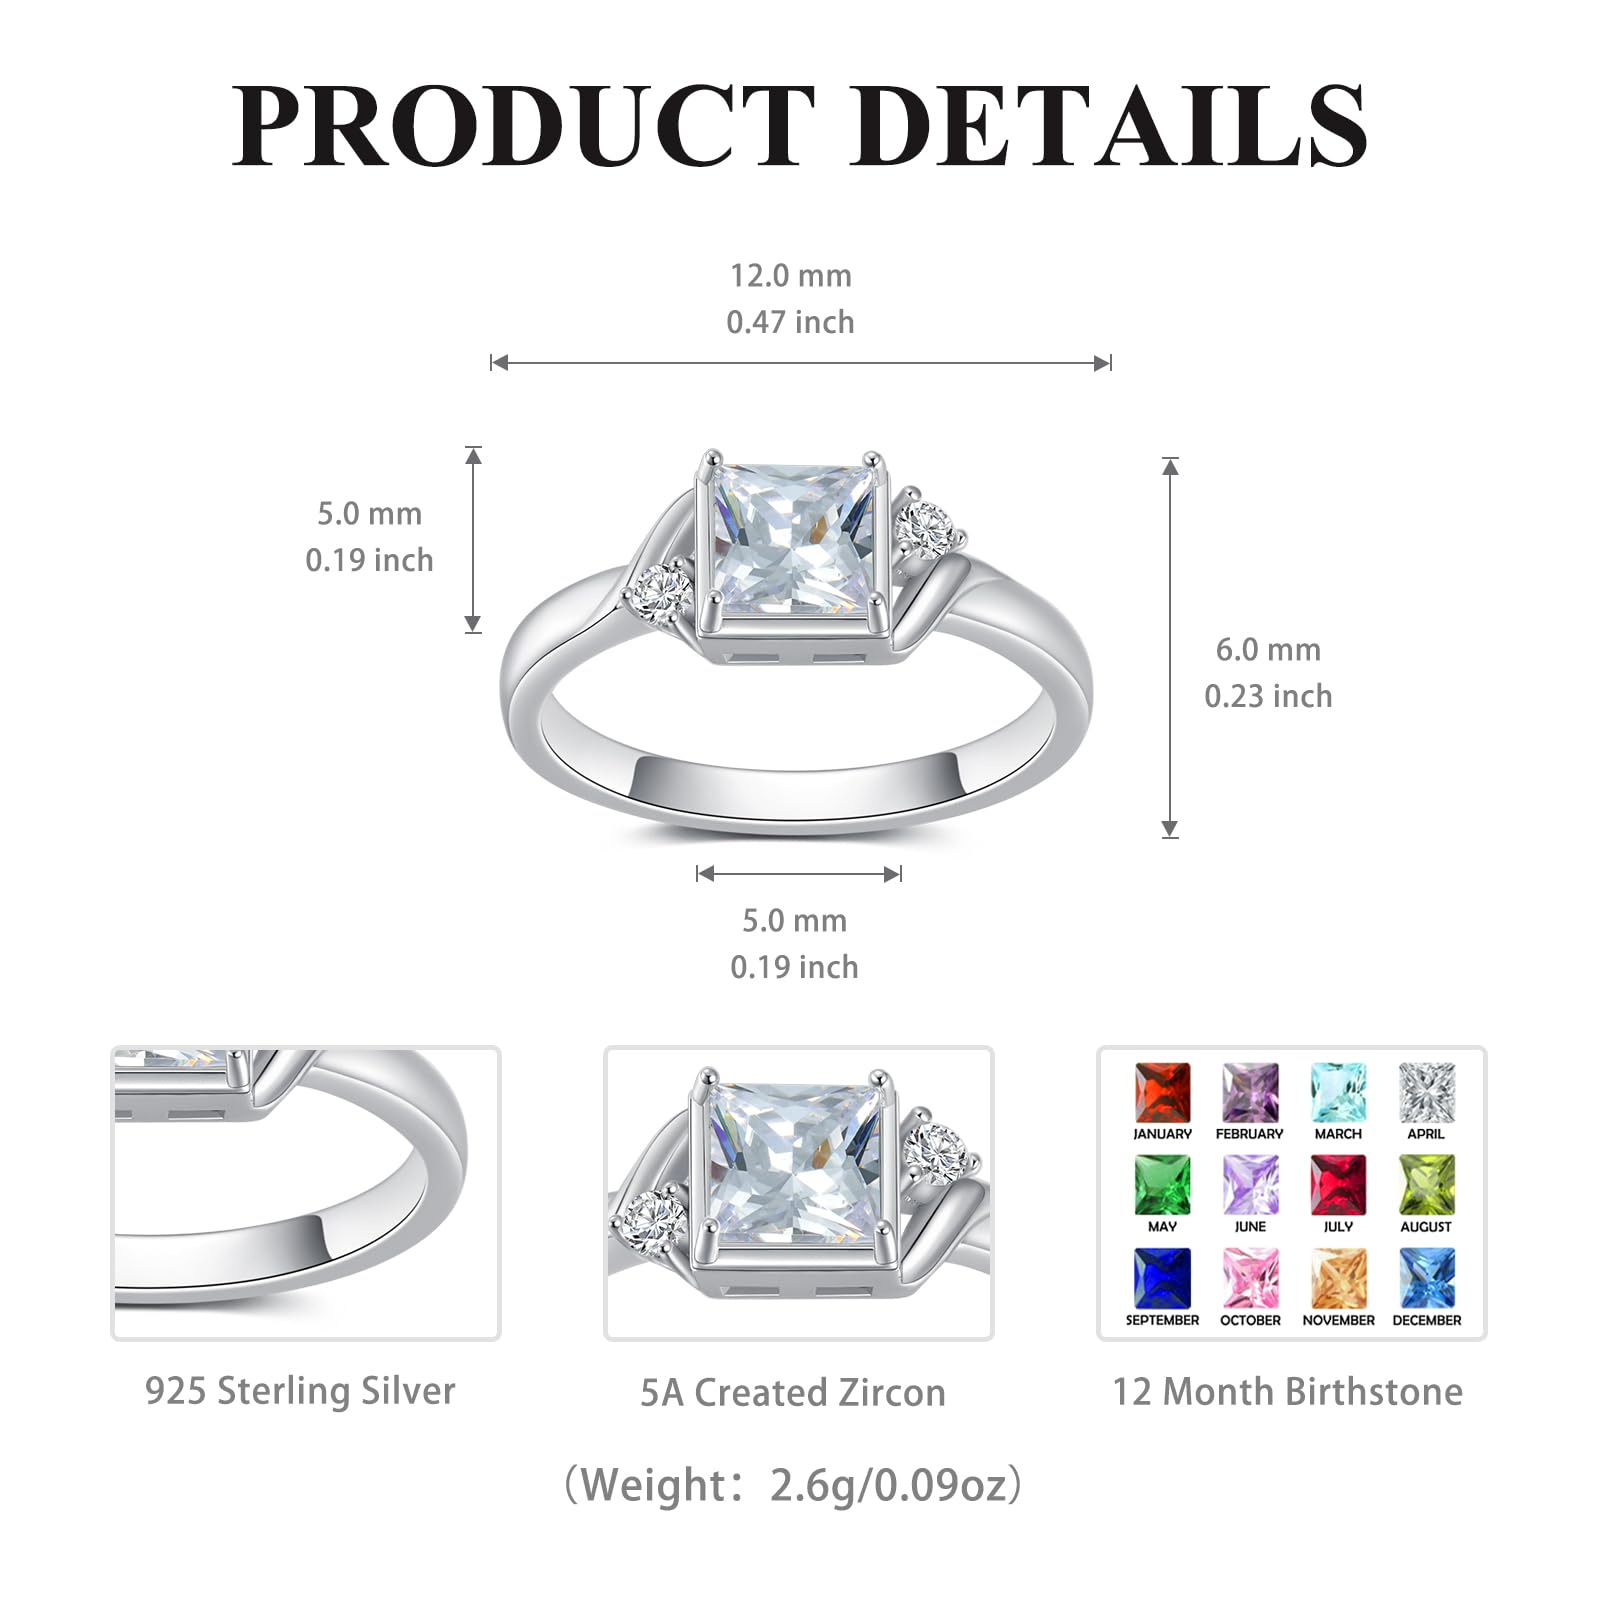 PRODUCT DETAILS
12.0 mm
0.47 inch
5.0 mm
0.19 inch
6.0 mm
0.23 inch
5.0 mm
0.19 inch
JANUARY FEBRUARY MARCH APRIL
MAY JUNE JULY AUGUST
SEPTEMBER OCTOBER NOVEMBER DECEMBER
925 Sterling Silver
5A Created Zircon
12 Month Birthstone
（Weight：2.6g/0.09oz）